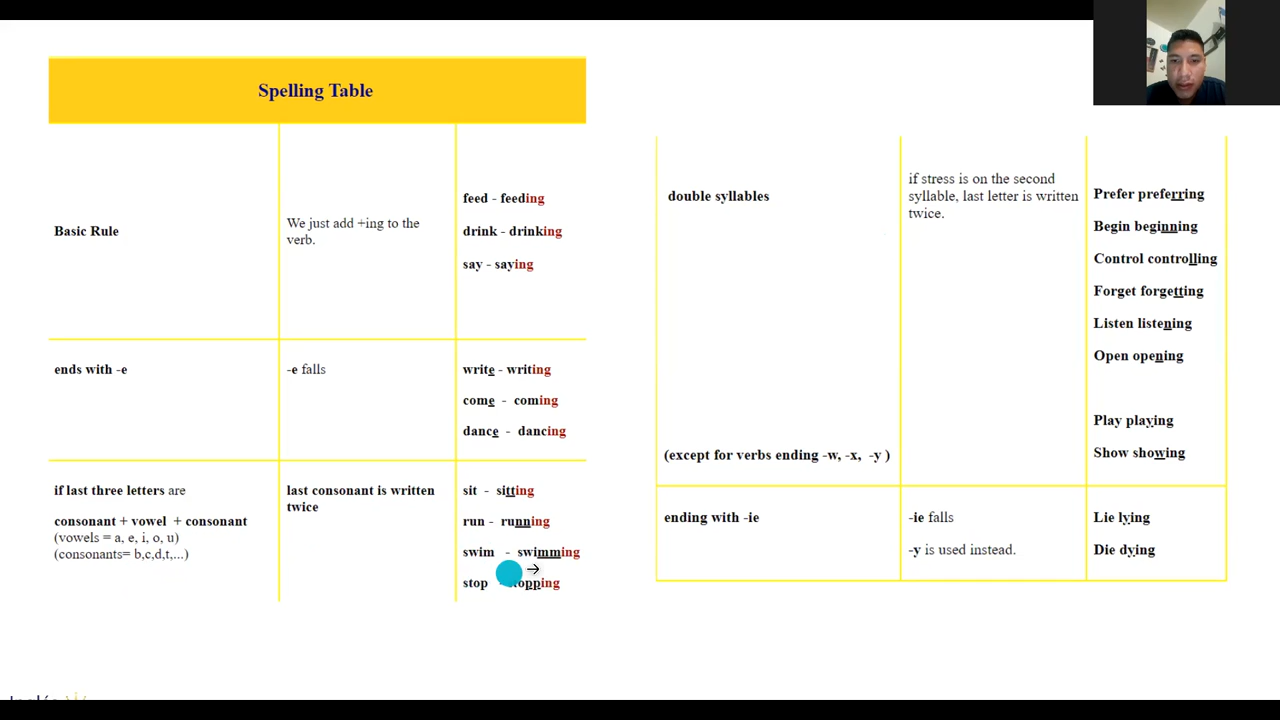 Spelling Table
Basic Rule
We just add +ing to the
verb.
feed - feeding
drink - drinking
say - saying
ends with -e
-e falls
write - writing
come - coming
dance - dancing
if last three letters are
consonant + vowel + consonant
(vowels = a, e, i, o, u)
(consonants= b,c,d,t,...)
last consonant is written
twice
sit - sitting
run - running
swim - swimming
stop
double syllables
(except for verbs ending -w, -x, -y )
if stress is on the second
syllable, last letter is written
twice.
Prefer preferring
Begin beginning
Control controlling
Forget forgetting
Listen listening
Open opening
Play playing
Show showing
ending with -ie
-ie falls
-y is used instead.
Lie lying
Die dying